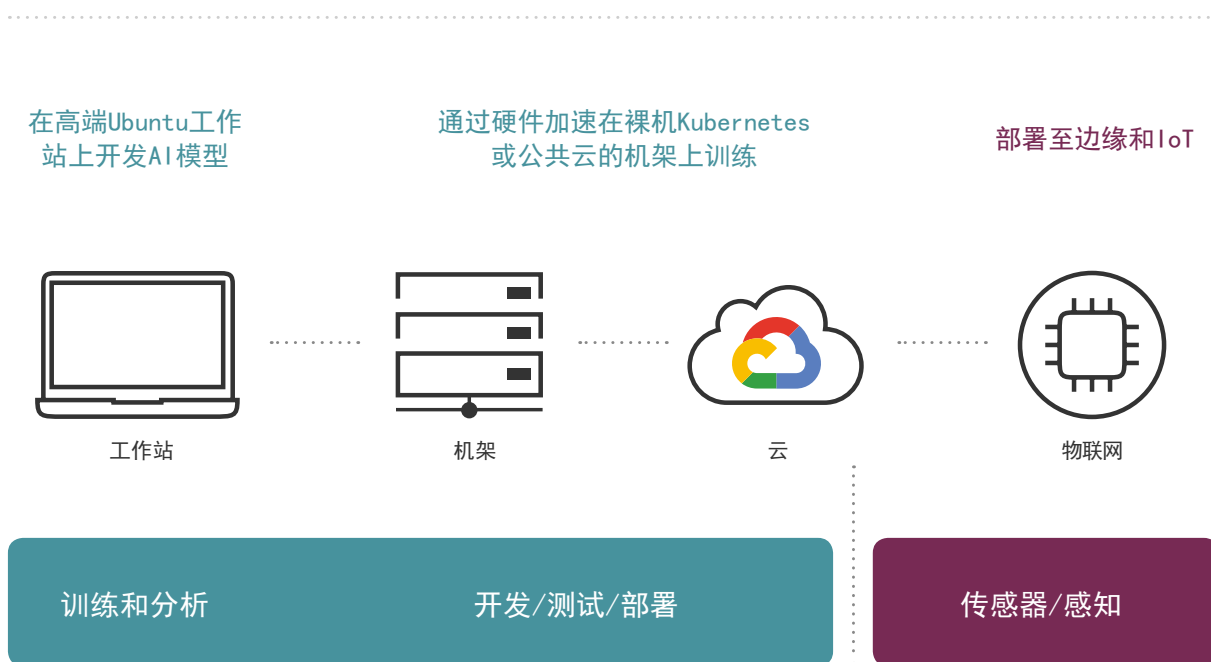 在高端Ubuntu工作
站上开发AI模型
通过硬件加速在裸机Kubernetes
或公共云的机架上训练
部署至边缘和IoT
工作站
机架
云
物联网
训练和分析
开发/测试/部署
传感器/感知